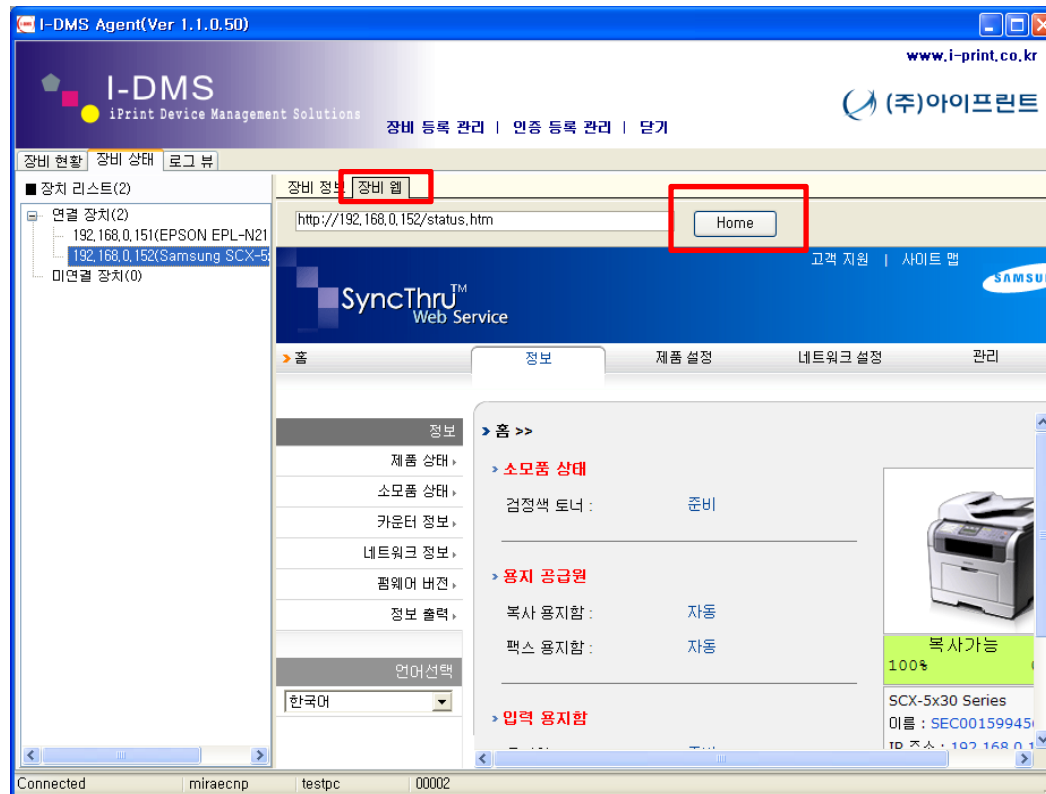 I-DMS Agent(Ver 1.1.0.50)
www.i-print.co.kr
I-DMS
iPrint Device Management Solutions
(주)아이프린트
장비 등록 관리 | 인증 등록 관리 | 닫기
장비 현황 장비 상태 로그 뷰
장치 리스트(2)
연결 장치(2)
192.168.0.151(EPSON EPL-N21
192.168.0.152(Samsung SCX-5
미연결 장치(0)
장비 정보 장비 웹
http://192.168.0.152/status.htm
Home
고객 지원 | 사이트 맵
SAMSU
SyncThru™
Web Service
홈 정보 제품 설정 네트워크 설정 관리
정보
제품 상태
소모품 상태
카운터 정보
네트워크 정보
펌웨어 버전
정보 출력
언어선택
한국어
홈 >>
소모품 상태
검정색 토너 : 준비
용지 공급원
복사 용지함 : 자동
팩스 용지함 : 자동
입력 용지함
복사가능
100%
SCX-5x30 Series
이름 : SEC00159945
IP 주소 : 192.168.0.1
Connected miraecnp testpc 00002